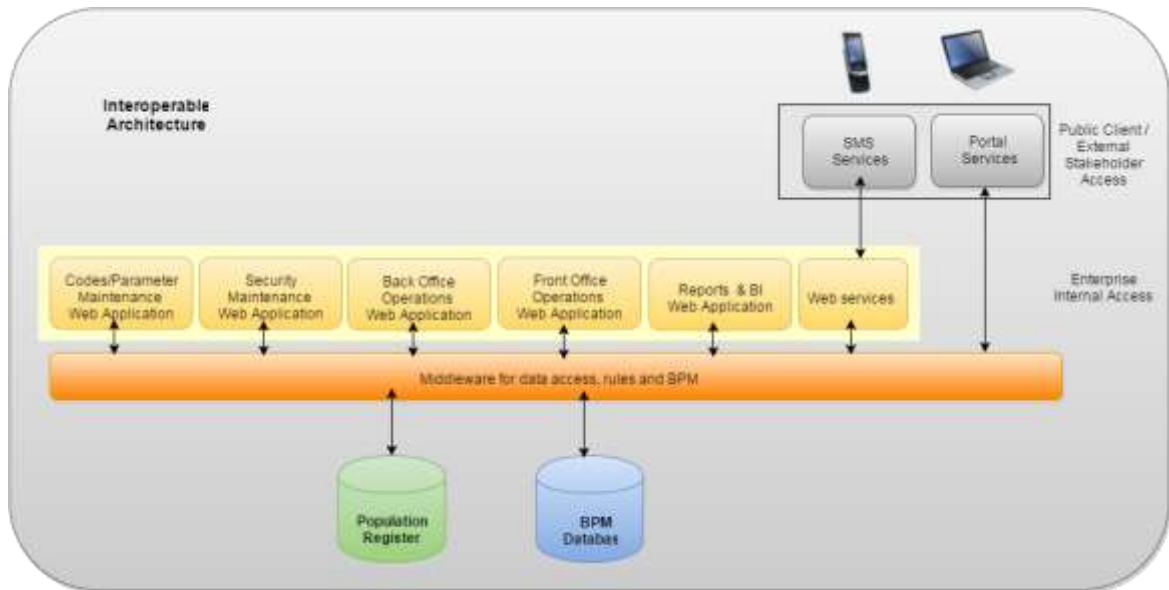 Interoperable
Architecture
SMS
Services
Portal
Services
Public Client /
External
Stakeholder
Access
Codes/Parameter
Maintenance
Web Application
Security
Maintenance
Web Application
Back Office
Operations
Web Application
Front Office
Operations
Web Application
Reports & BI
Web Application
Web services
Enterprise
Internal Access
Middleware for data access, rules and BPM
Population
Register
BPM
Databas